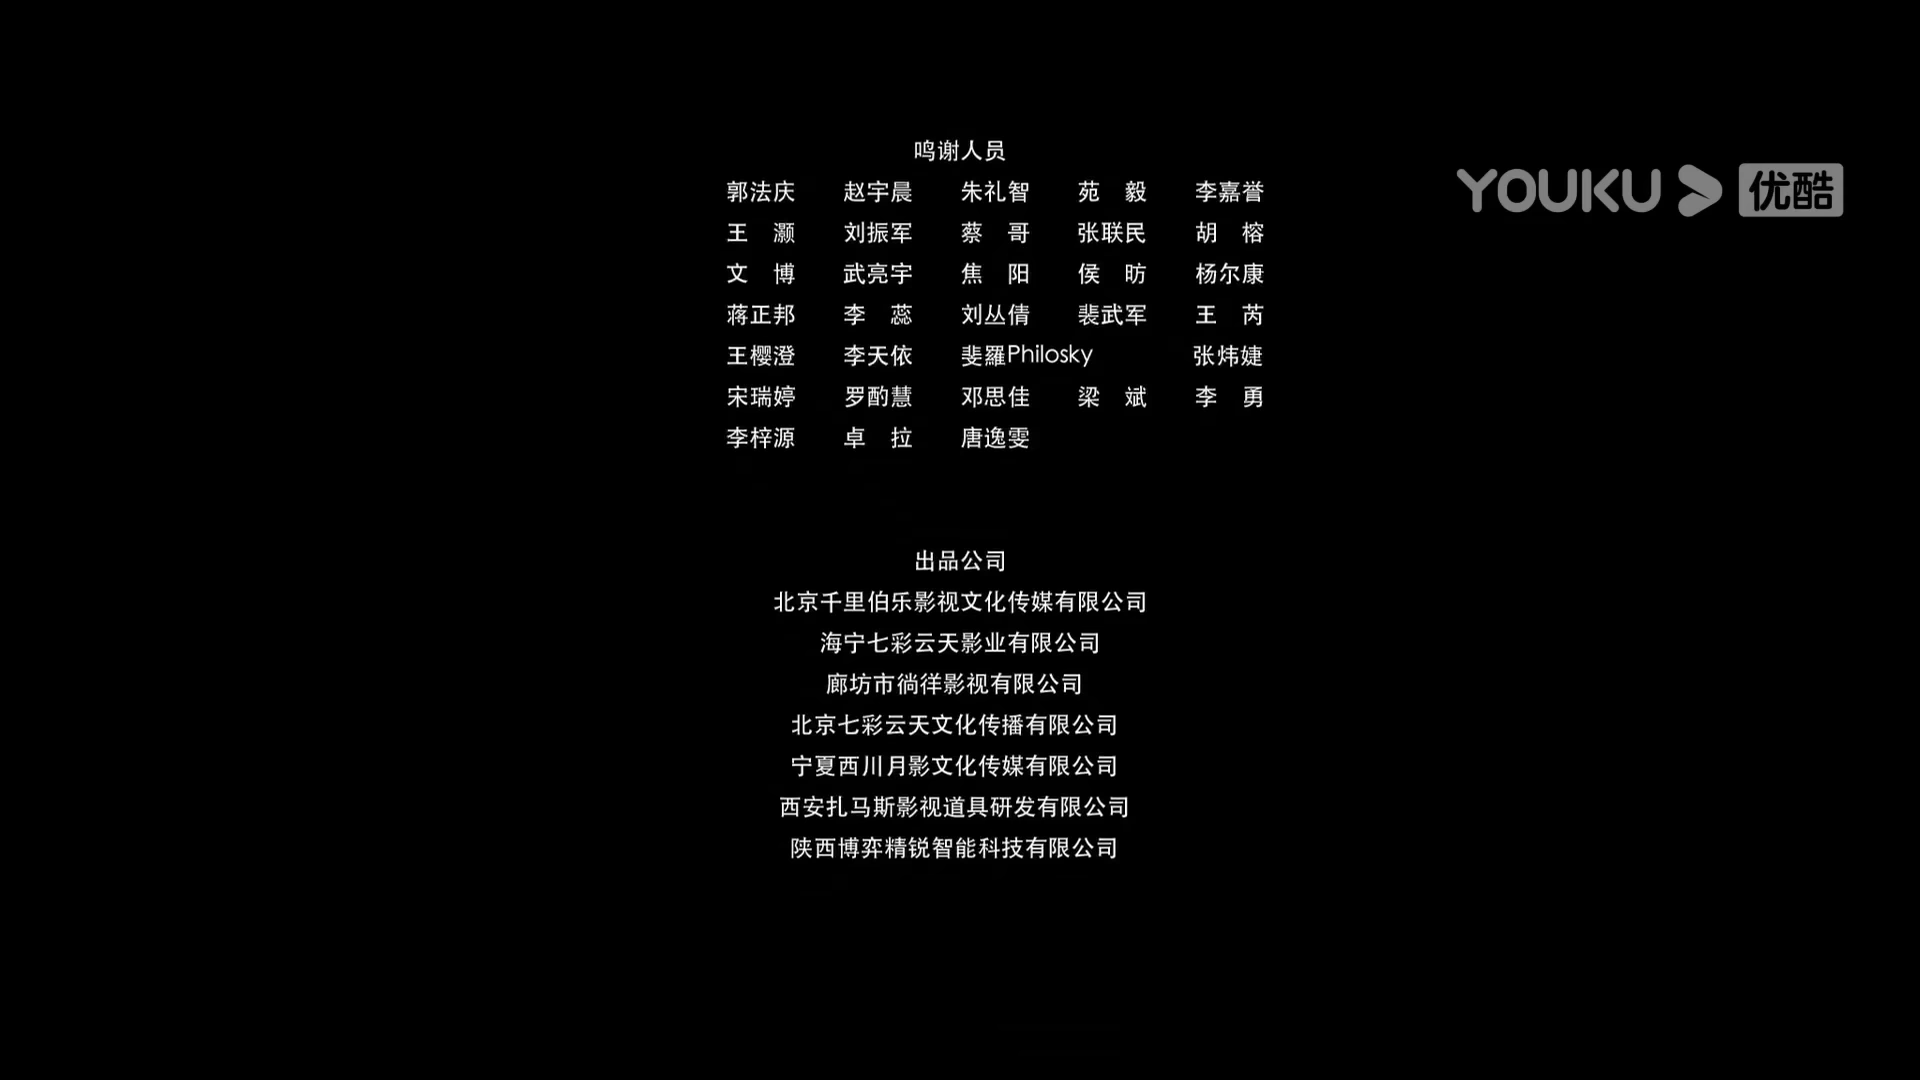 鸣谢人员
YOUKU 优酷
郭法庆 赵宇晨 朱礼智 苑 毅 李嘉誉
王 灏 刘振军 蔡 哥 张联民 胡 榕
文 博 武亮宇 焦 阳 侯 昉 杨尔康
蒋正邦 李 蕊 刘丛倩 裴武军 王 芮
王樱澄 李天依 斐羅Philosky 张炜婕
宋瑞婷 罗酌慧 邓思佳 梁 斌 李 勇
李梓源 卓 拉 唐逸雯
出品公司
北京千里伯乐影视文化传媒有限公司
海宁七彩云天影业有限公司
廊坊市徜徉影视有限公司
北京七彩云天文化传播有限公司
宁夏西川月影文化传媒有限公司
西安扎马斯影视道具研发有限公司
陕西博弈精锐智能科技有限公司